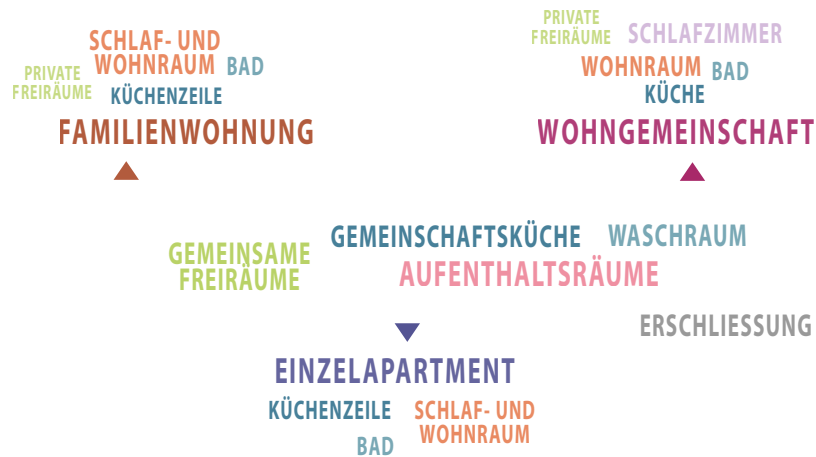 SCHLAF- UND
WOHNRAUM
BAD
PRIVATE
FREIRÄUME
KÜCHENZEILE
FAMILIENWOHNUNG
PRIVATE
FREIRÄUME
SCHLAFZIMMER
WOHNRAUM
BAD
KÜCHE
WOHNGEMEINSCHAFT
GEMEINSCHAFTSKÜCHE
WASCHRAUM
GEMEINSAME
FREIRÄUME
AUFENTHALTSRÄUME
ERSCHLIESSUNG
EINZELAPARTMENT
KÜCHENZEILE
SCHLAF- UND
WOHNRAUM
BAD